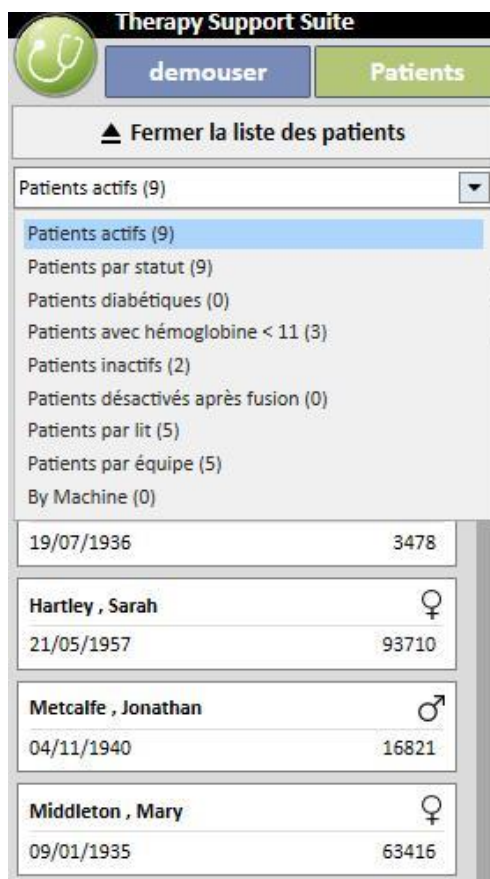 Therapy Support Suite
demouser
Patients
Fermer la liste des patients
Patients actifs (9)
Patients actifs (9)
Patients par statut (9)
Patients diabétiques (0)
Patients avec hémoglobine < 11 (3)
Patients inactifs (2)
Patients désactivés après fusion (0)
Patients par lit (5)
Patients par équipe (5)
By Machine (0)
19/07/1936 3478
Hartley , Sarah
21/05/1957 93710
Metcalfe , Jonathan
04/11/1940 16821
Middleton , Mary
09/01/1935 63416